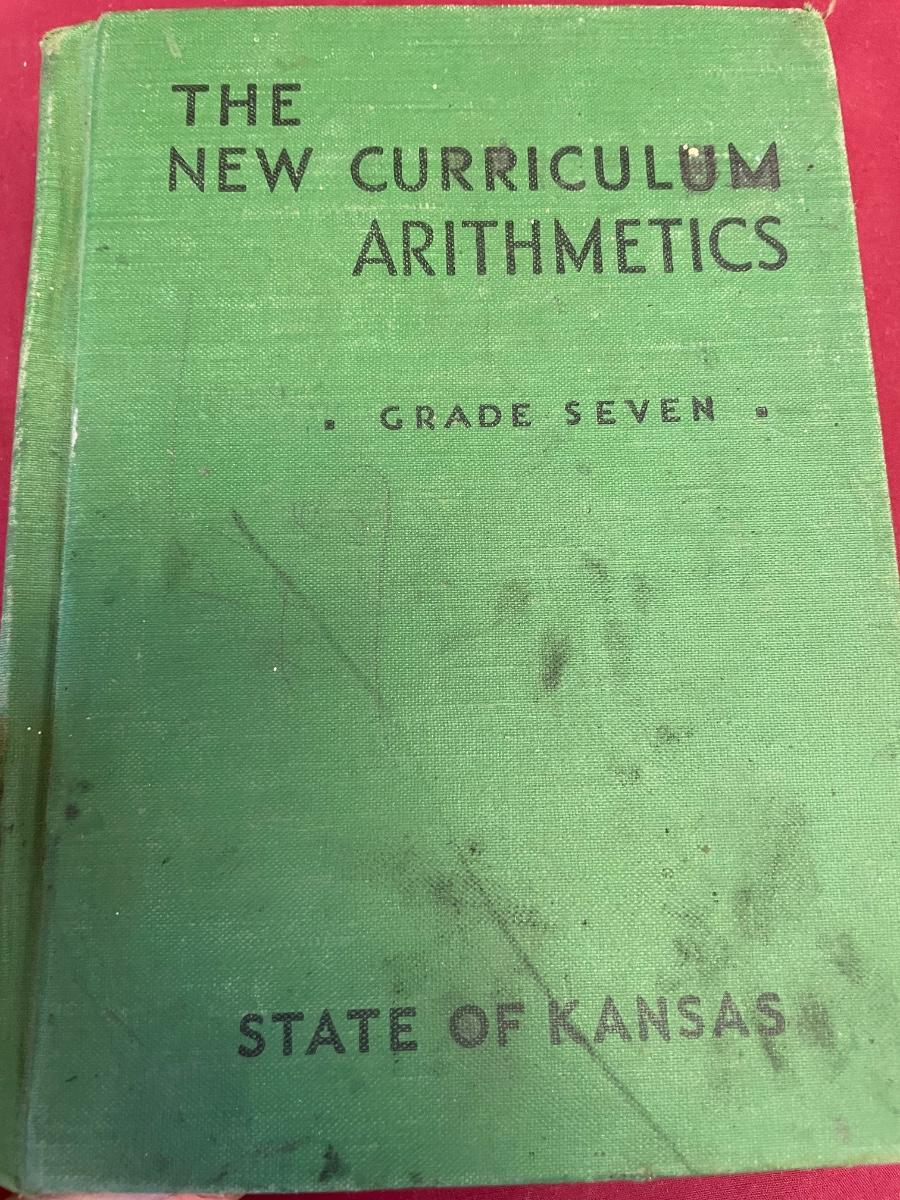 THE
NEW CURRICULUM
ARITHMETICS
▪ GRADE SEVEN ▪
STATE OF KANSAS